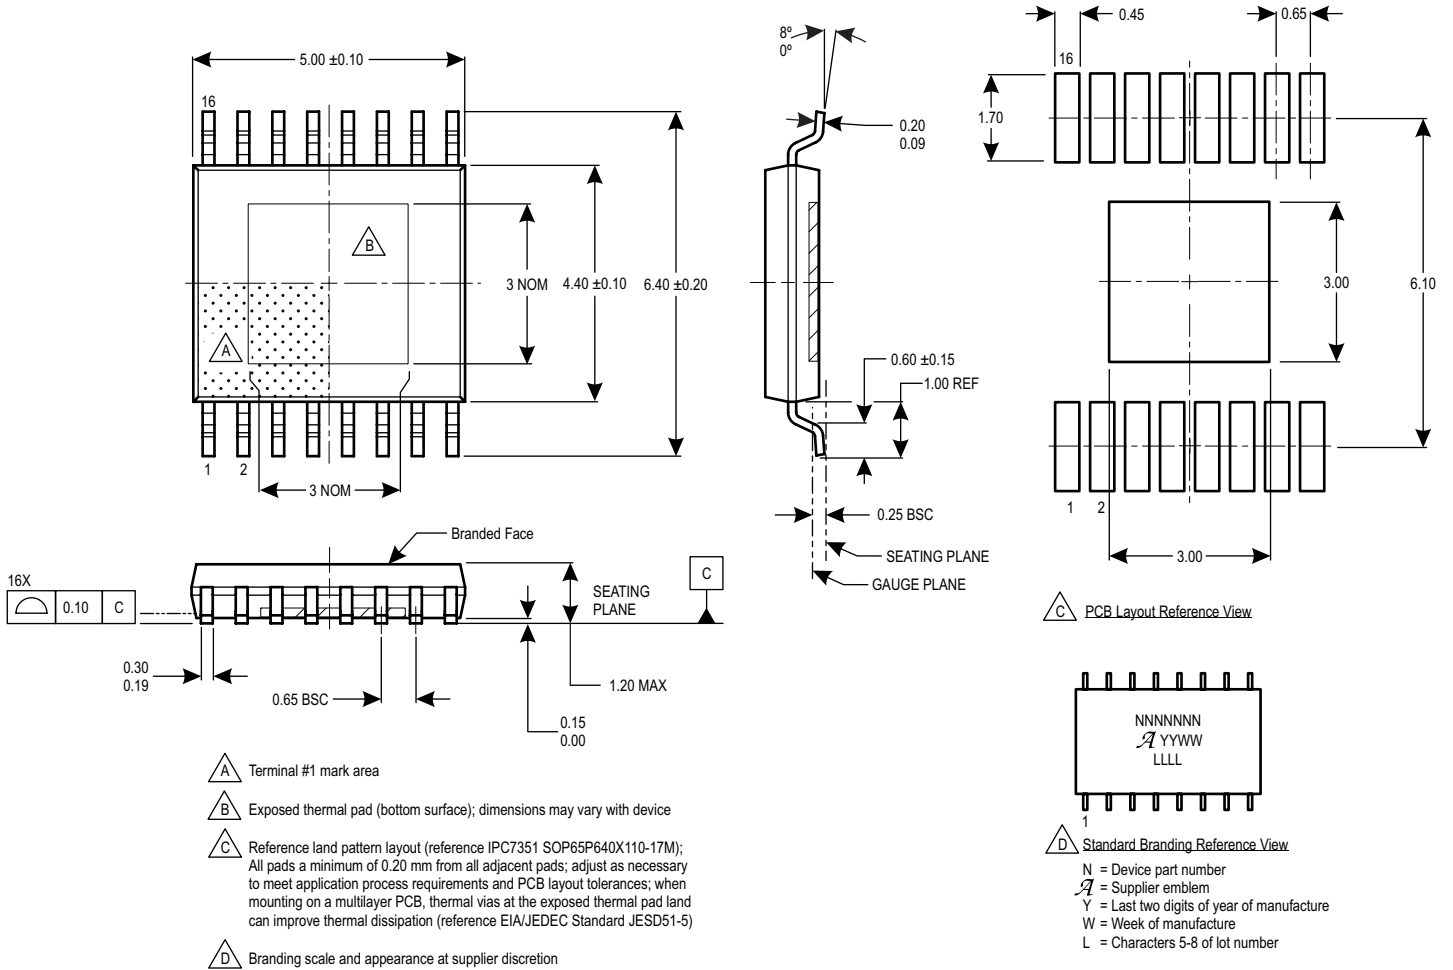 5.00 ±0.10
16
B
A
3 NOM
4.40 ±0.10
6.40 ±0.20
1 2
3 NOM
8º
0º
0.20
0.09
0.60 ±0.15
1.00 REF
0.25 BSC
SEATING PLANE
GAUGE PLANE
0.45
0.65
16
1.70
3.00
6.10
1 2
3.00
C PCB Layout Reference View
Branded Face
16X
0.10 C
SEATING
PLANE
C
0.30
0.19
0.65 BSC
1.20 MAX
0.15
0.00
A Terminal #1 mark area
B Exposed thermal pad (bottom surface); dimensions may vary with device
C Reference land pattern layout (reference IPC7351 SOP65P640X110-17M);
All pads a minimum of 0.20 mm from all adjacent pads; adjust as necessary
to meet application process requirements and PCB layout tolerances; when
mounting on a multilayer PCB, thermal vias at the exposed thermal pad land
can improve thermal dissipation (reference EIA/JEDEC Standard JESD51-5)
D Branding scale and appearance at supplier discretion
NNNNNNN
A YYWW
LLLL
1
D Standard Branding Reference View
N = Device part number
A = Supplier emblem
Y = Last two digits of year of manufacture
W = Week of manufacture
L = Characters 5-8 of lot number